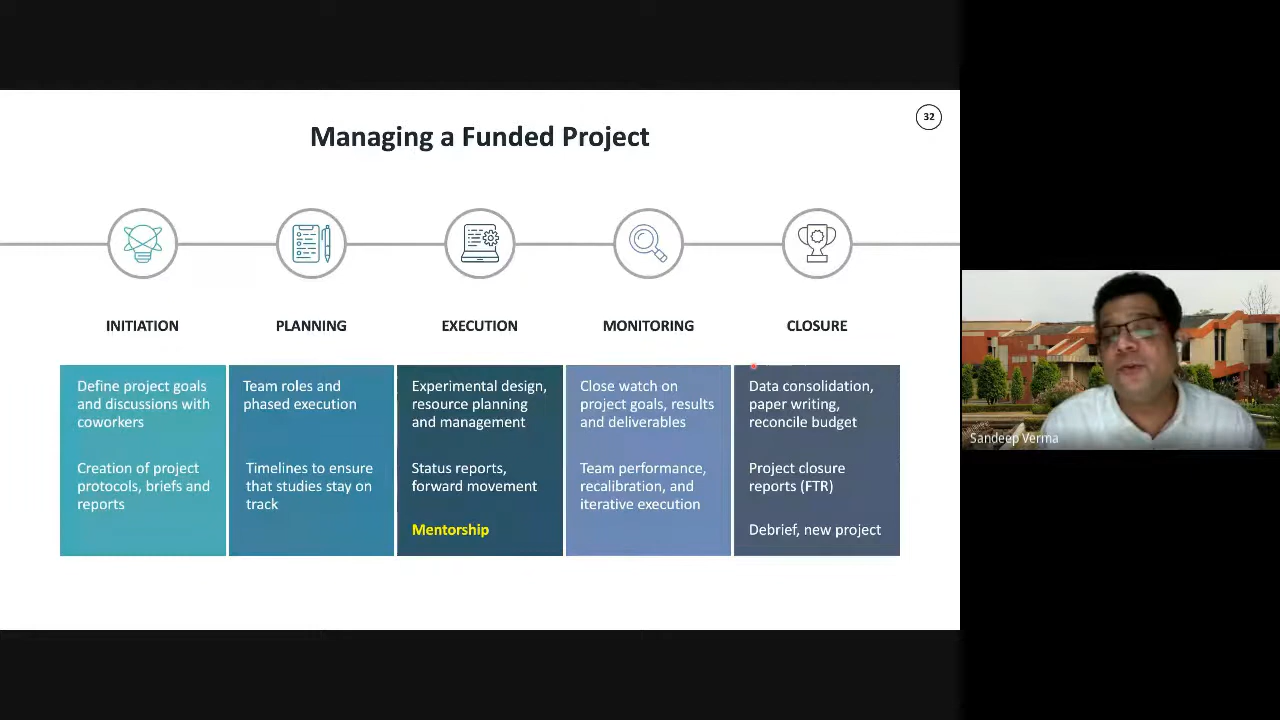 32
Managing a Funded Project
INITIATION
PLANNING
EXECUTION
MONITORING
CLOSURE
Define project goals
and discussions with
coworkers
Creation of project
protocols, briefs and
reports
Team roles and
phased execution
Timelines to ensure
that studies stay on
track
Experimental design,
resource planning
and management
Status reports,
forward movement
Mentorship
Close watch on
project goals, results
and deliverables
Team performance,
recalibration, and
iterative execution
Data consolidation,
paper writing,
reconcile budget
Project closure
reports (FTR)
Debrief, new project
Sandeep Verma